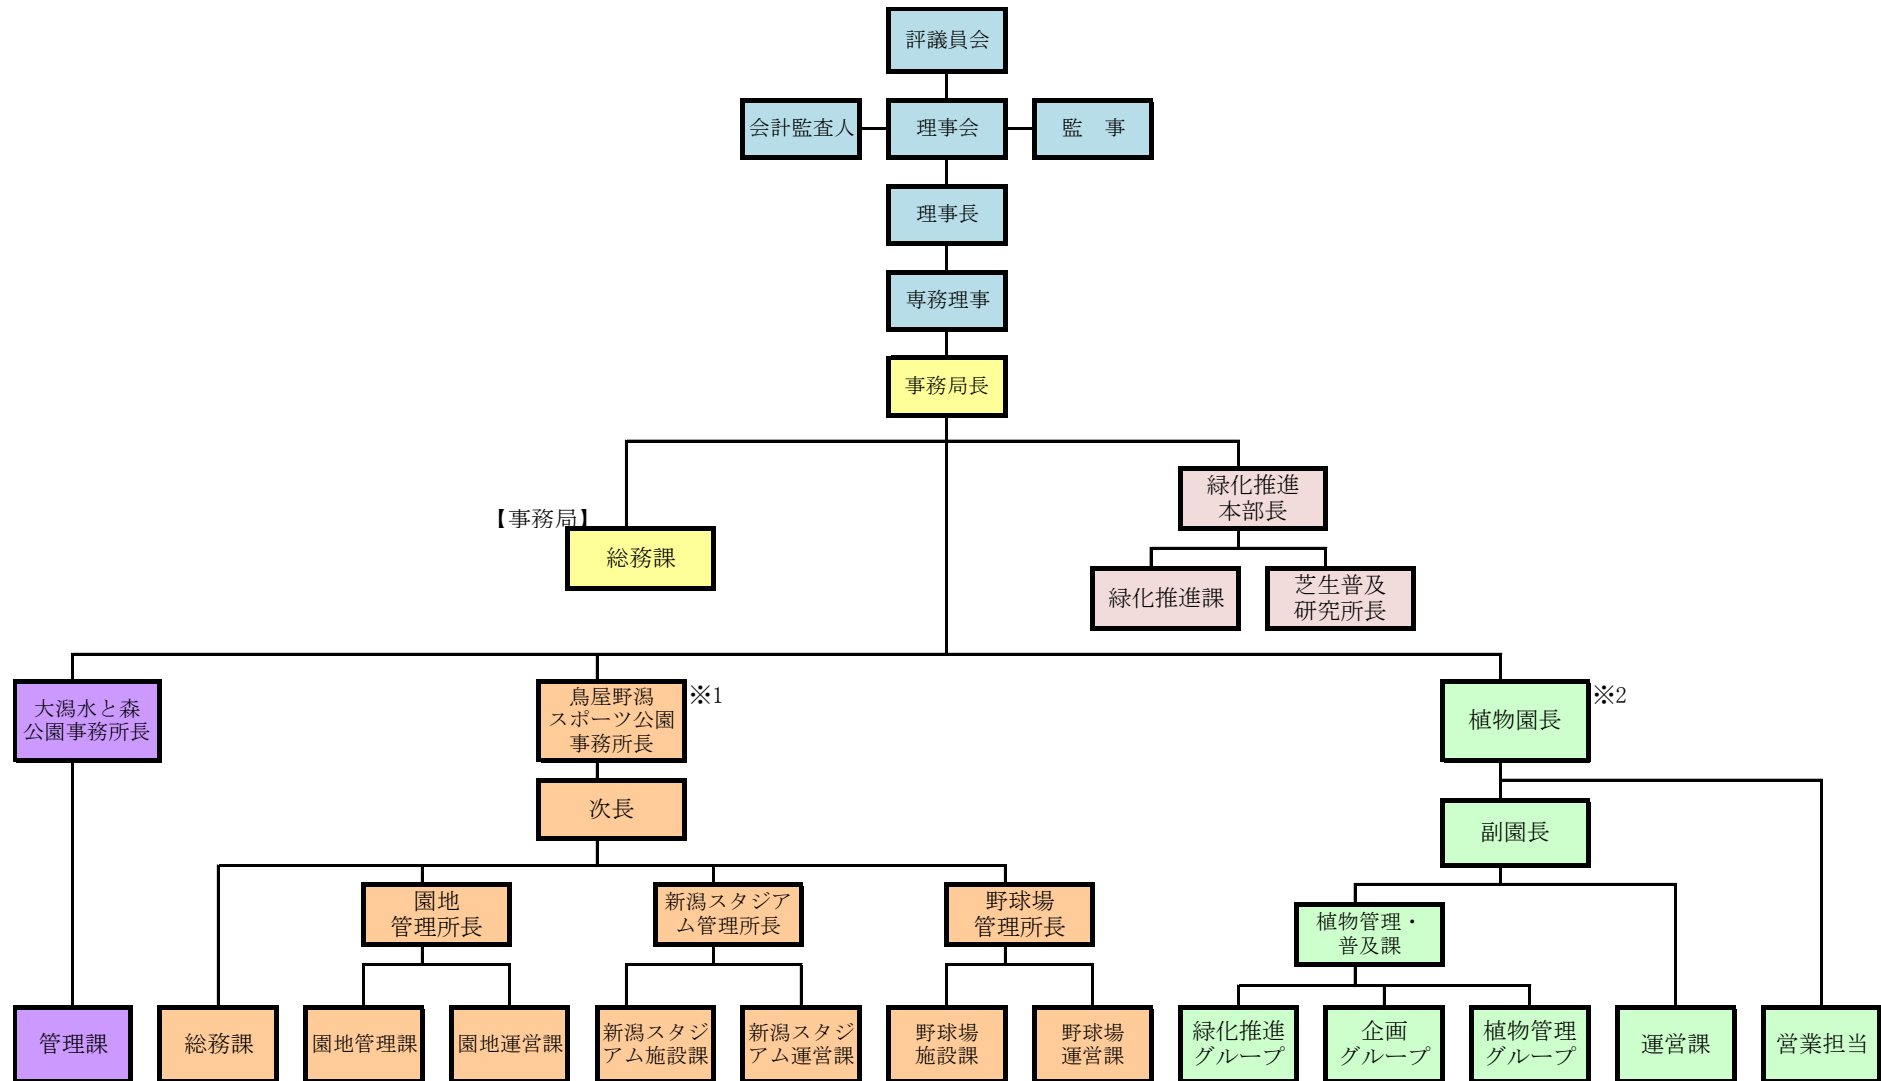 評議員会
会計監査人
理事会
監　事
理事長
専務理事
事務局長
緑化推進
本部長
【事務局】
総務課
緑化推進課
芝生普及
研究所長
大潟水と森
公園事務所長
鳥屋野潟
スポーツ公園
事務所長
※1
植物園長
※2
次長
副園長
園地
管理所長
新潟スタジア
ム管理所長
野球場
管理所長
植物管理・
普及課
管理課
総務課
園地管理課
園地運営課
新潟スタジ
アム施設課
新潟スタジ
アム運営課
野球場
施設課
野球場
運営課
緑化推進
グループ
企画
グループ
植物管理
グループ
運営課
営業担当